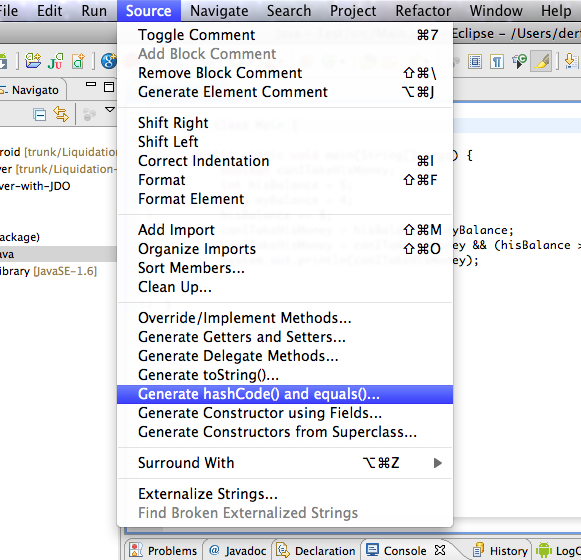 File Edit Run Source Navigate Search Project Refactor Window Help
Eclipse – /Users/der
Toggle Comment ⌘7
Add Block Comment
Remove Block Comment ⇧⌘\
Generate Element Comment ⌥⌘J
Navigato
Shift Right
Shift Left
roid [trunk/Liquidation
Correct Indentation ⌘I
) {
ver [trunk/Liquidation-
Format ⇧⌘F
ver-with-JDO
Format Element
Add Import ⇧⌘M
yBalance;
ackage)
Organize Imports ⇧⌘O
ey && (hisBalance >
ava
Sort Members...
ey);
ibrary [JavaSE-1.6]
Clean Up...
Override/Implement Methods...
Generate Getters and Setters...
Generate Delegate Methods...
Generate toString()...
Generate hashCode() and equals()...
Generate Constructor using Fields...
Generate Constructors from Superclass...
Surround With ⌥⌘Z
Externalize Strings...
Find Broken Externalized Strings
Problems @ Javadoc Declaration Console History LogC